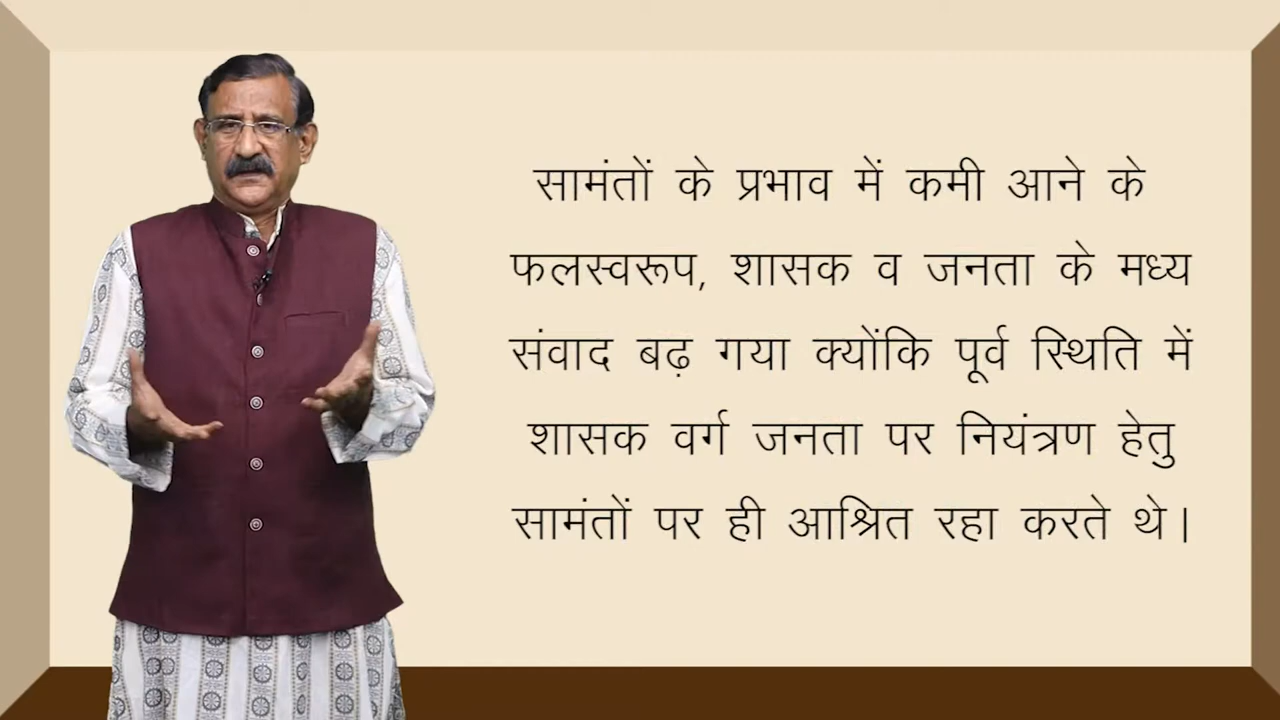 सामंतों के प्रभाव में कमी आने के
फलस्वरूप, शासक व जनता के मध्य
संवाद बढ़ गया क्योंकि पूर्व स्थिति में
शासक वर्ग जनता पर नियंत्रण हेतु
सामंतों पर ही आश्रित रहा करते थे।